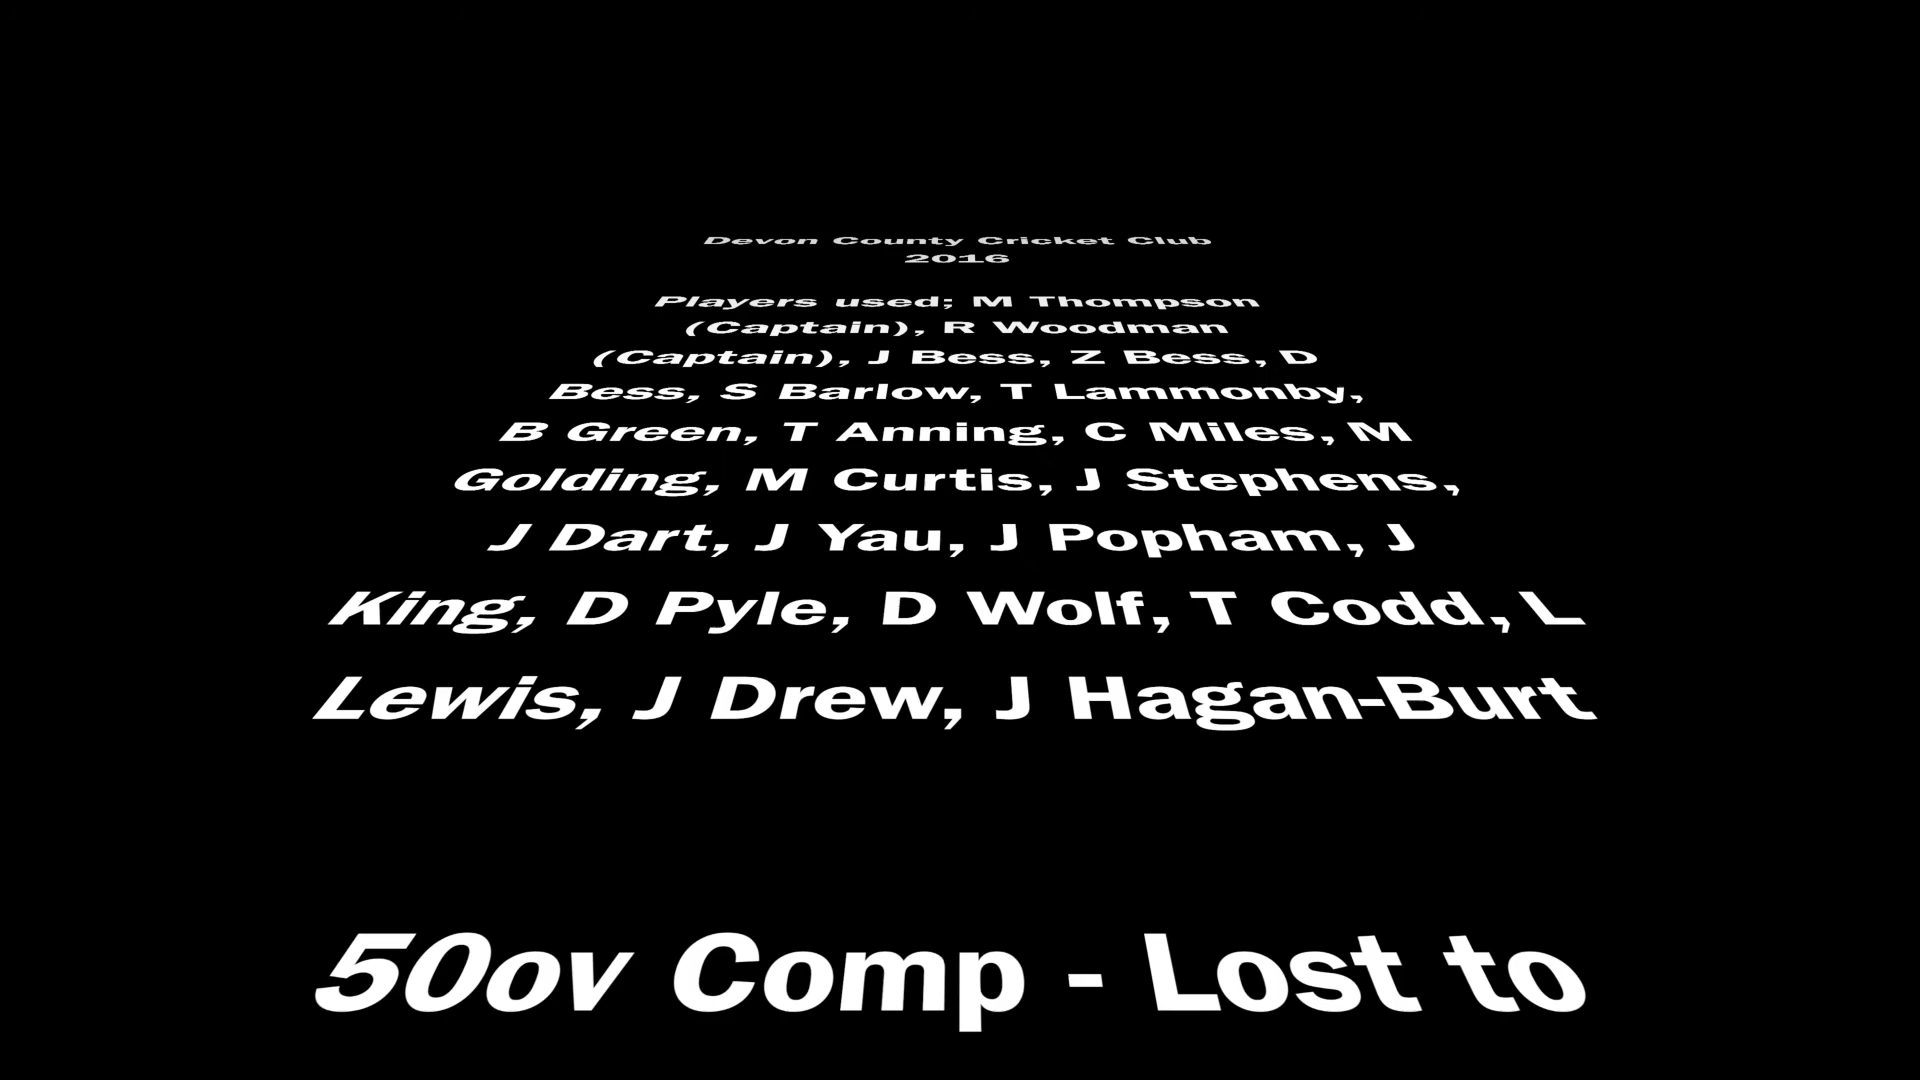 Devon County Cricket Club
2016
Players used; M Thompson
(Captain), R Woodman
(Captain), J Bess, Z Bess, D
Bess, S Barlow, T Lammonby,
B Green, T Anning, C Miles, M
Golding, M Curtis, J Stephens,
J Dart, J Yau, J Popham, J
King, D Pyle, D Wolf, T Codd, L
Lewis, J Drew, J Hagan-Burt
50ov Comp - Lost to